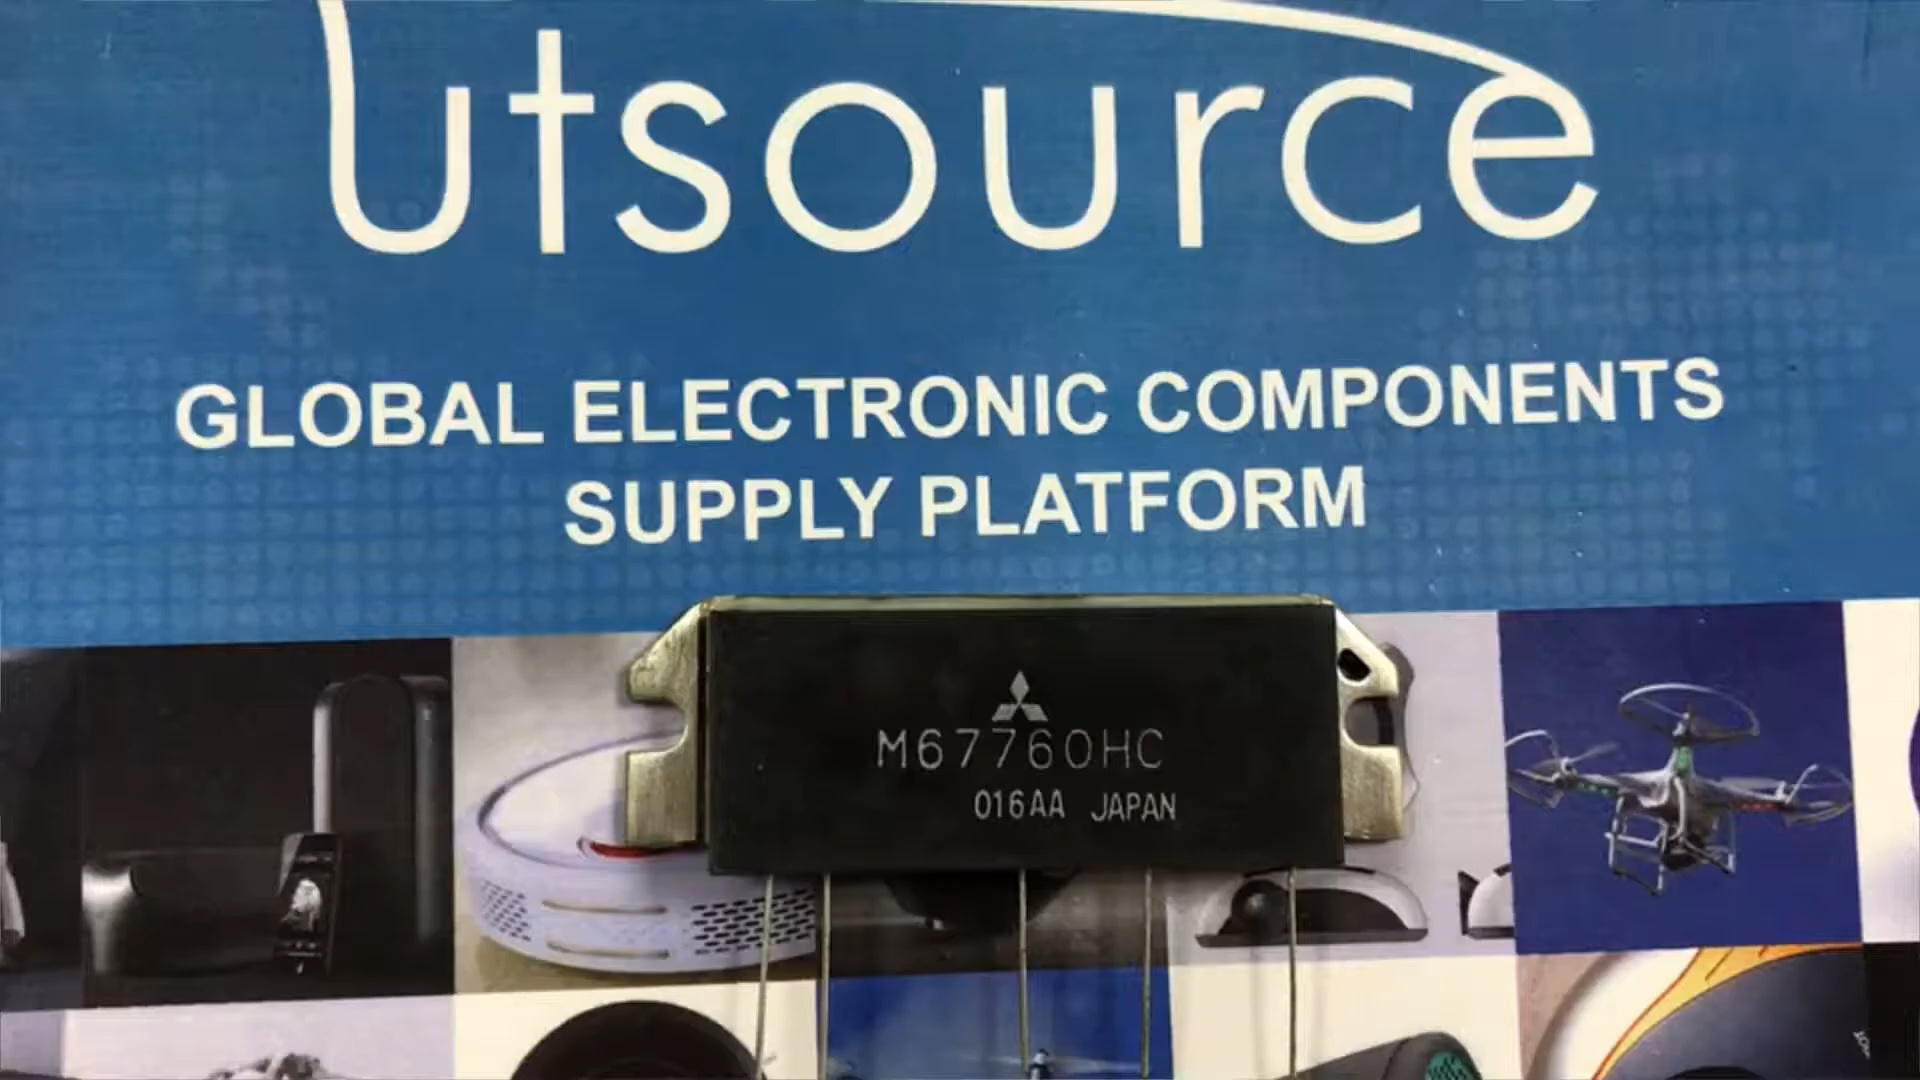 Utsource
GLOBAL ELECTRONIC COMPONENTS
SUPPLY PLATFORM
M67760HC
016AA JAPAN